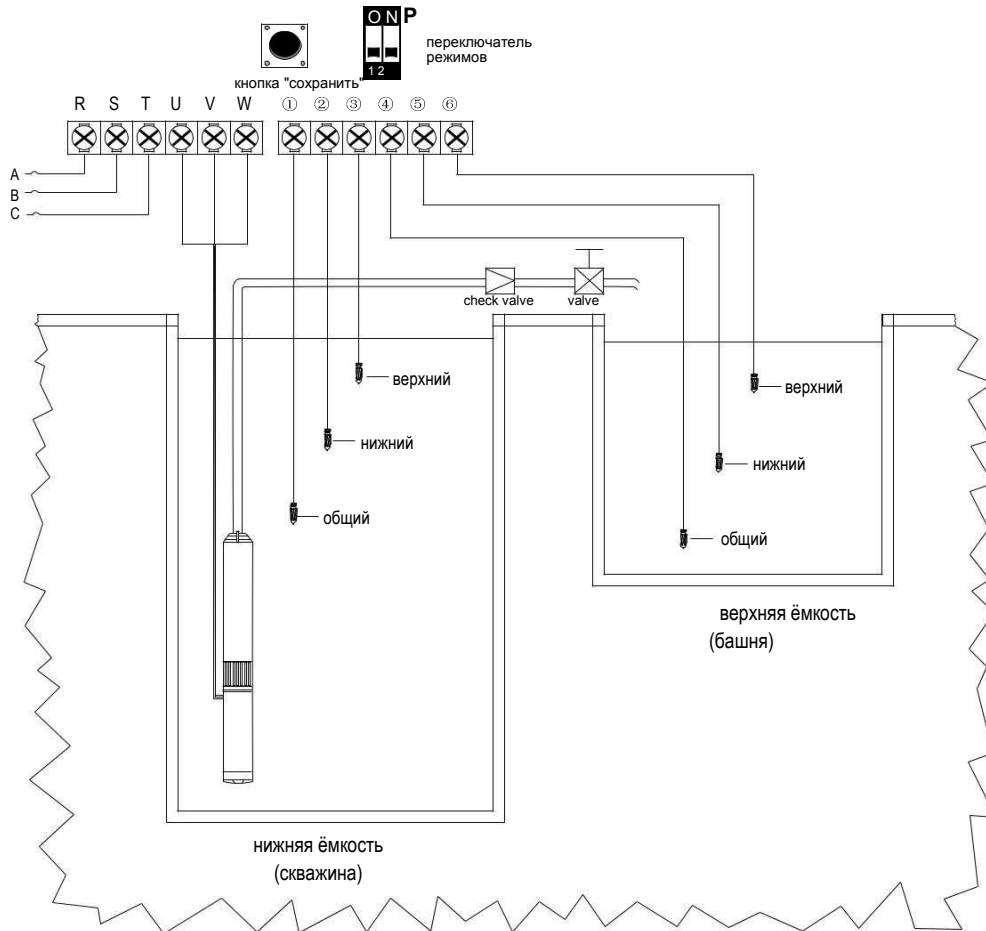 ON P
1 2
переключатель
режимов
кнопка "сохранить"
R S T U V W ① ② ③ ④ ⑤ ⑥
A
B
C
check valve
valve
верхний
верхний
нижний
нижний
общий
общий
верхняя ёмкость
(башня)
нижняя ёмкость
(скважина)